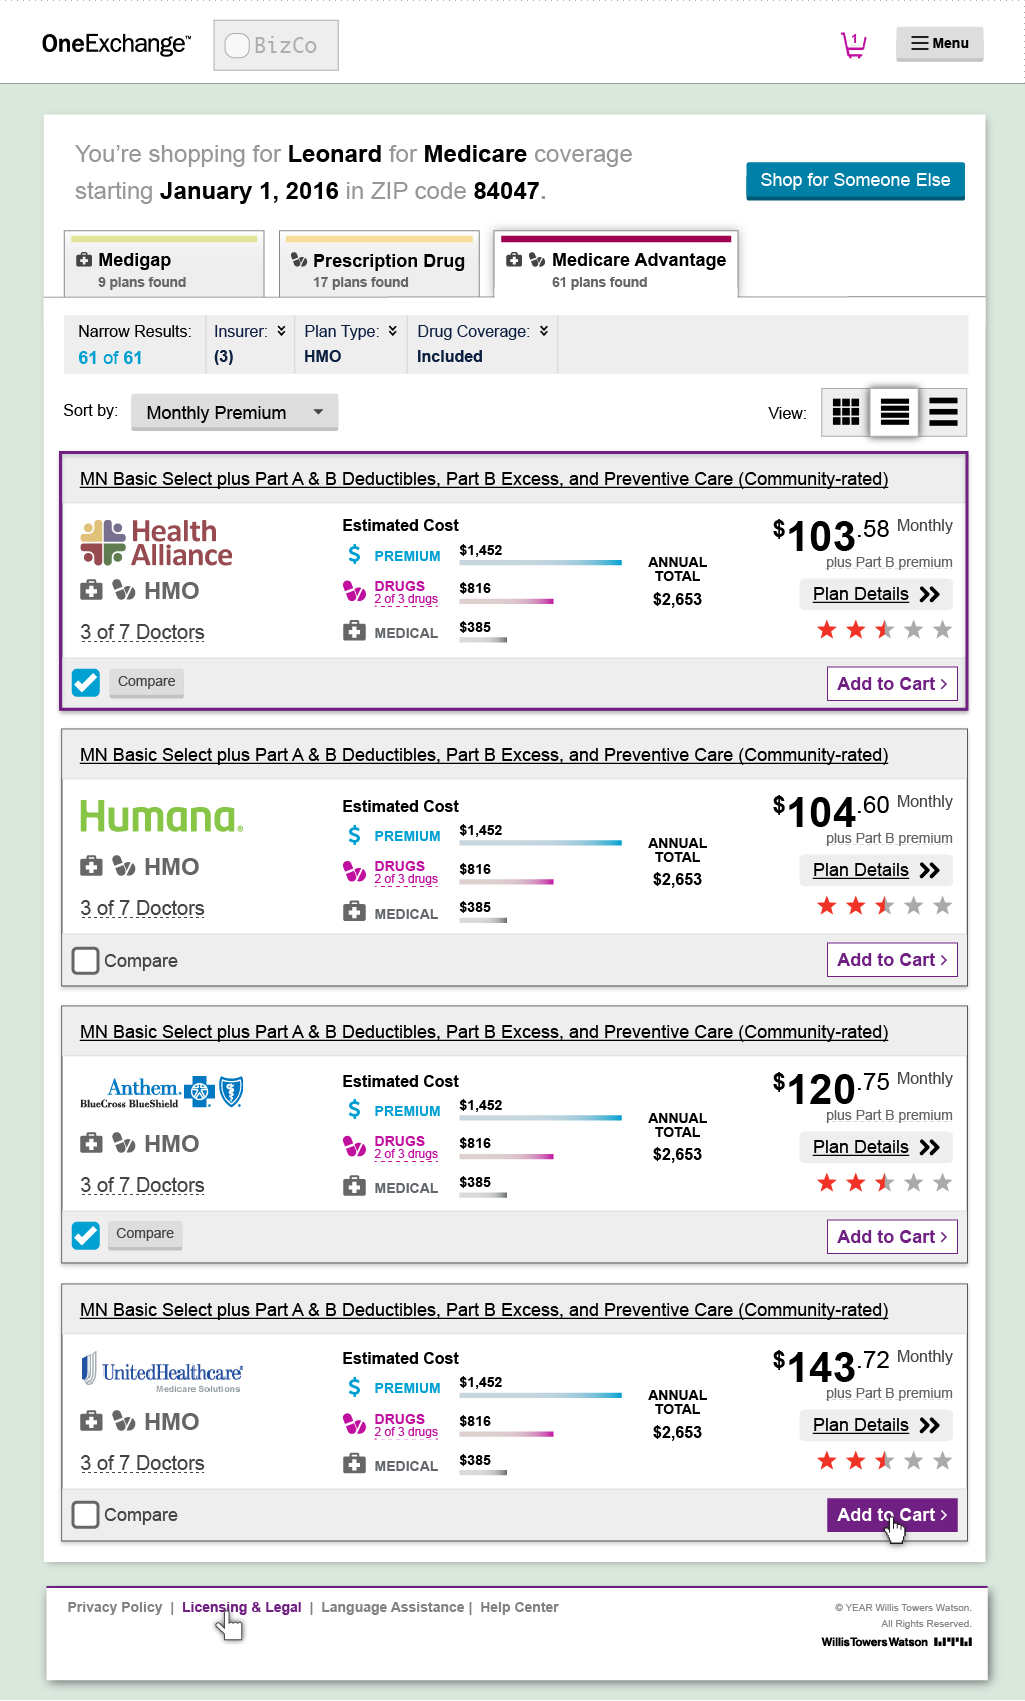 OneExchange™
BizCo
1
Menu
You're shopping for Leonard for Medicare coverage
starting January 1, 2016 in ZIP code 84047.
Shop for Someone Else
Medigap
9 plans found
Prescription Drug
17 plans found
Medicare Advantage
61 plans found
Narrow Results:
61 of 61
Insurer:
(3)
Plan Type:
HMO
Drug Coverage:
Included
Sort by:
Monthly Premium
View:
MN Basic Select plus Part A & B Deductibles, Part B Excess, and Preventive Care (Community-rated)
Health
Alliance
HMO
3 of 7 Doctors
Estimated Cost
$ PREMIUM
$1,452
DRUGS
2 of 3 drugs
$816
MEDICAL
$385
ANNUAL
TOTAL
$2,653
$103.58 Monthly
plus Part B premium
Plan Details
Compare
Add to Cart ›
MN Basic Select plus Part A & B Deductibles, Part B Excess, and Preventive Care (Community-rated)
Humana®
HMO
3 of 7 Doctors
Estimated Cost
$ PREMIUM
$1,452
DRUGS
2 of 3 drugs
$816
MEDICAL
$385
ANNUAL
TOTAL
$2,653
$104.60 Monthly
plus Part B premium
Plan Details
Compare
Add to Cart ›
MN Basic Select plus Part A & B Deductibles, Part B Excess, and Preventive Care (Community-rated)
Anthem.
BlueCross BlueShield
HMO
3 of 7 Doctors
Estimated Cost
$ PREMIUM
$1,452
DRUGS
2 of 3 drugs
$816
MEDICAL
$385
ANNUAL
TOTAL
$2,653
$120.75 Monthly
plus Part B premium
Plan Details
Compare
Add to Cart ›
MN Basic Select plus Part A & B Deductibles, Part B Excess, and Preventive Care (Community-rated)
UnitedHealthcare®
Medicare Solutions
HMO
3 of 7 Doctors
Estimated Cost
$ PREMIUM
$1,452
DRUGS
2 of 3 drugs
$816
MEDICAL
$385
ANNUAL
TOTAL
$2,653
$143.72 Monthly
plus Part B premium
Plan Details
Compare
Add to Cart ›
Privacy Policy | Licensing & Legal | Language Assistance | Help Center
© YEAR Willis Towers Watson.
All Rights Reserved.
Willis Towers Watson